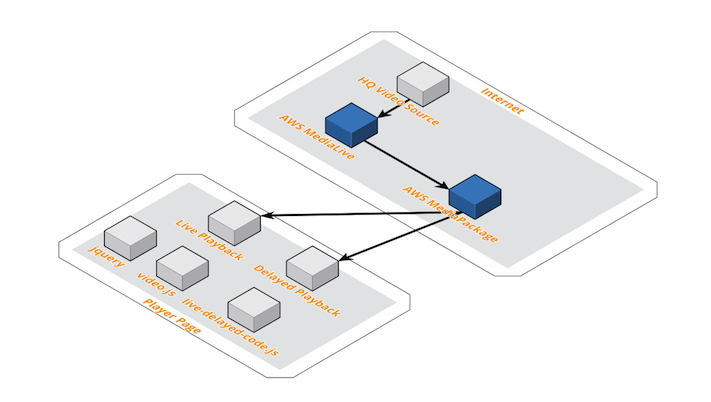 HQ Video Source
Internet
AWS MediaLive
AWS MediaPackage
Live Playback
Delayed Playback
jquery
video.js
live-delayed-code.js
Player Page